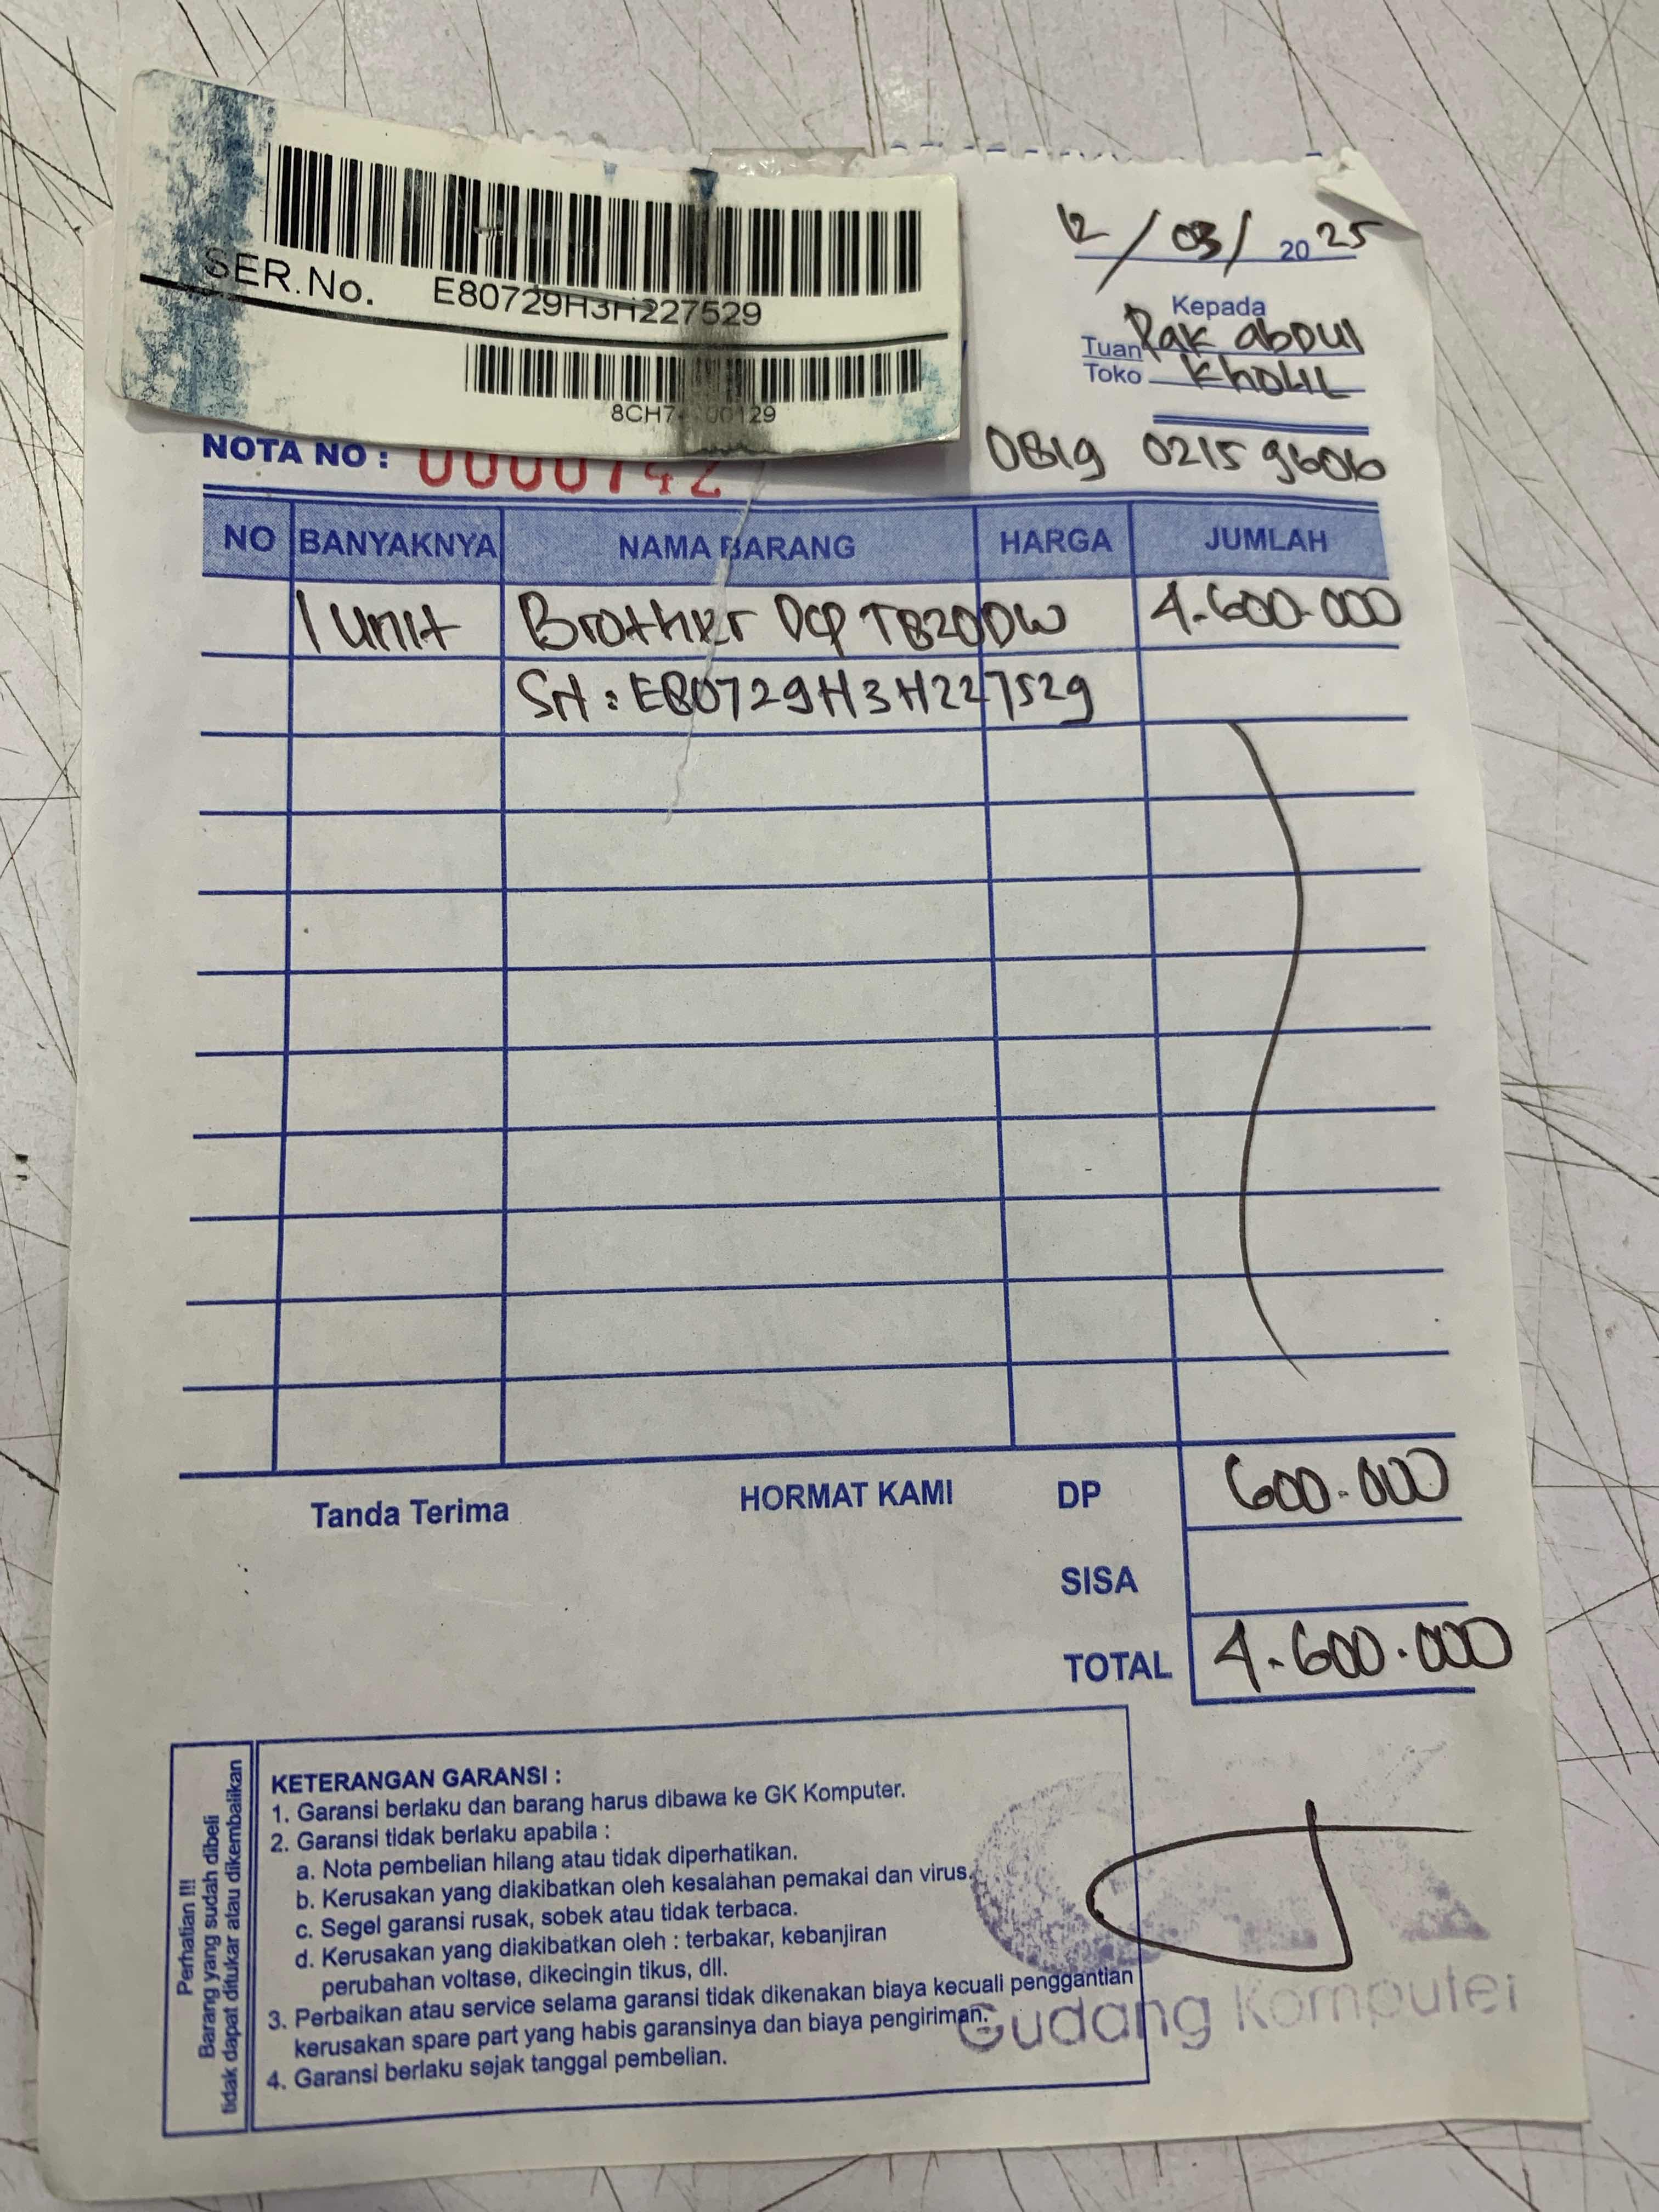 SER.No. E80729H3H227529
12/03/2025
Kepada
Tuan Pak abdul
Toko Kholil
NOTA NO : 0000742
0819 02159606
NO BANYAKNYA NAMA BARANG HARGA JUMLAH
1 unit Brother DCP T820DW 4.600.000
SN : E80729H3H227529
Tanda Terima HORMAT KAMI DP 600.000
SISA
TOTAL 4.600.000
Perhatian !!!
Barang yang sudah dibeli
tidak dapat ditukar atau dikembalikan
KETERANGAN GARANSI :
1. Garansi berlaku dan barang harus dibawa ke GK Komputer.
2. Garansi tidak berlaku apabila :
a. Nota pembelian hilang atau tidak diperhatikan.
b. Kerusakan yang diakibatkan oleh kesalahan pemakai dan virus.
c. Segel garansi rusak, sobek atau tidak terbaca.
d. Kerusakan yang diakibatkan oleh : terbakar, kebanjiran
perubahan voltase, dikecingin tikus, dll.
3. Perbaikan atau service selama garansi tidak dikenakan biaya kecuali penggantian
kerusakan spare part yang habis garansinya dan biaya pengiriman.
4. Garansi berlaku sejak tanggal pembelian.
Gudang Komputer